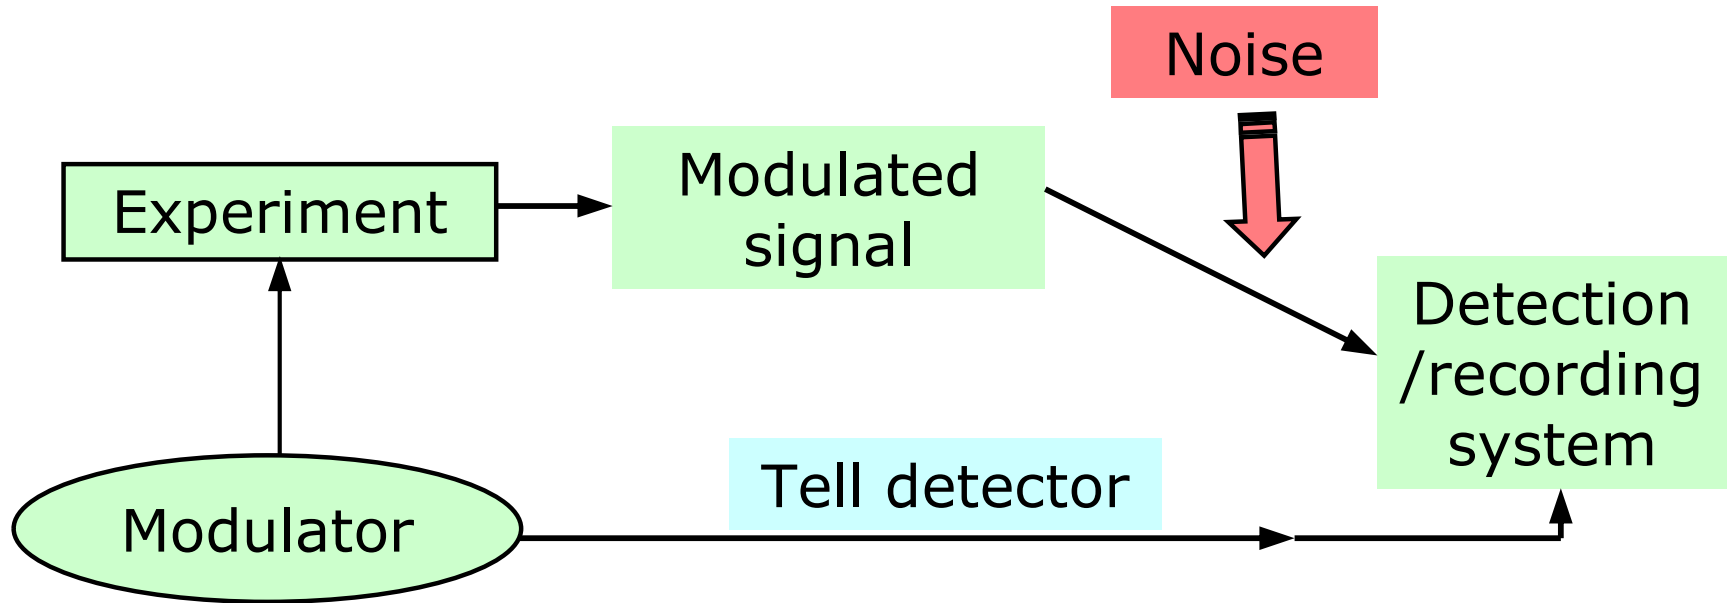 Noise
Modulated
signal
Experiment
Detection
/recording
system
Tell detector
Modulator